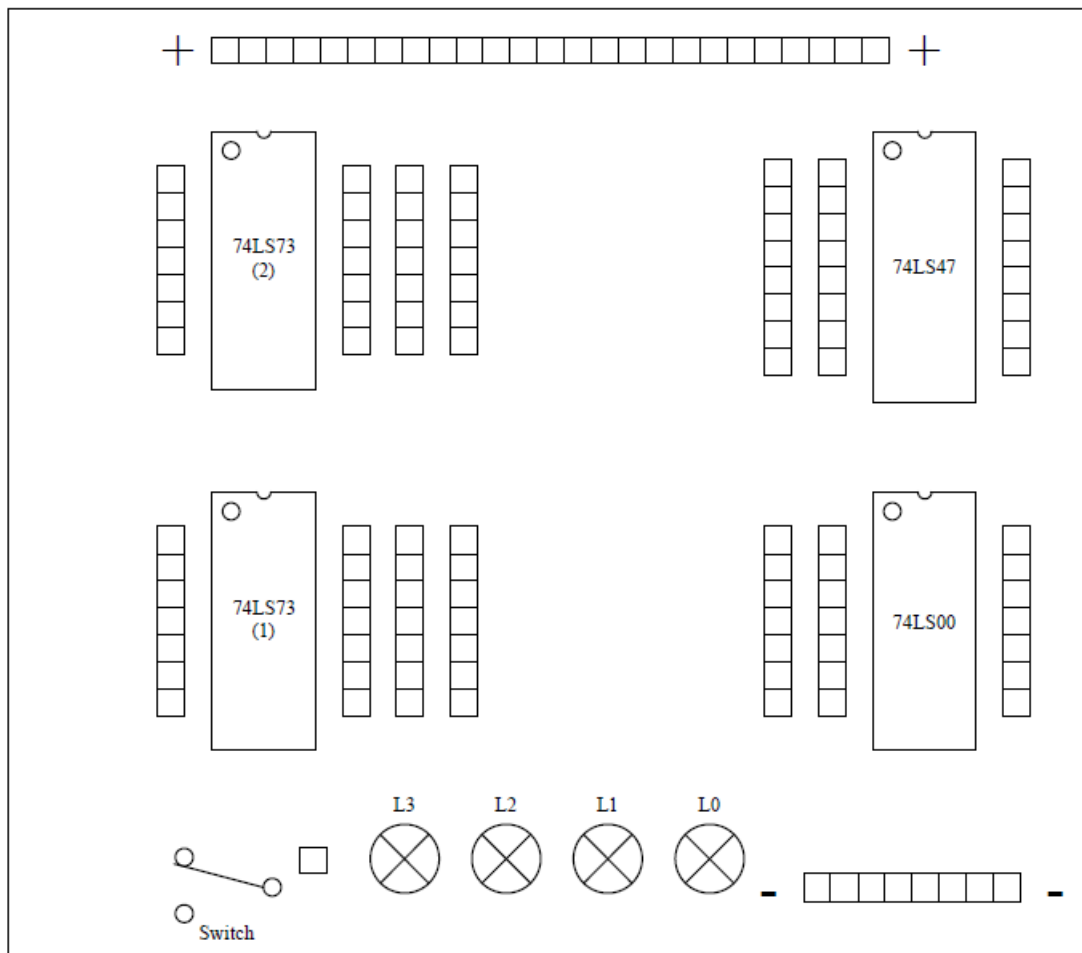 + +
74LS73
(2)
74LS47
74LS73
(1)
74LS00
L3 L2 L1 L0
- -
Switch